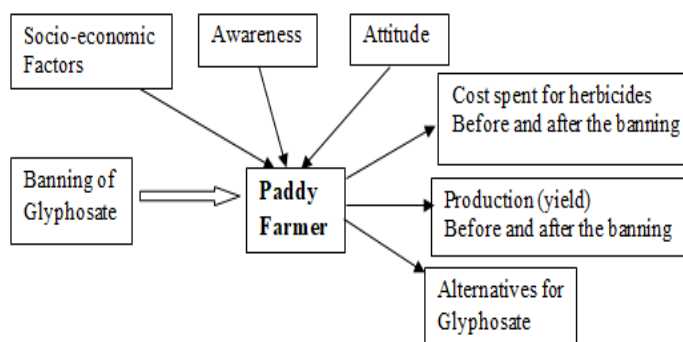 Socio-economic
Factors
Awareness
Attitude
Cost spent for herbicides
Before and after the banning
Banning of
Glyphosate
Paddy
Farmer
Production (yield)
Before and after the banning
Alternatives for
Glyphosate